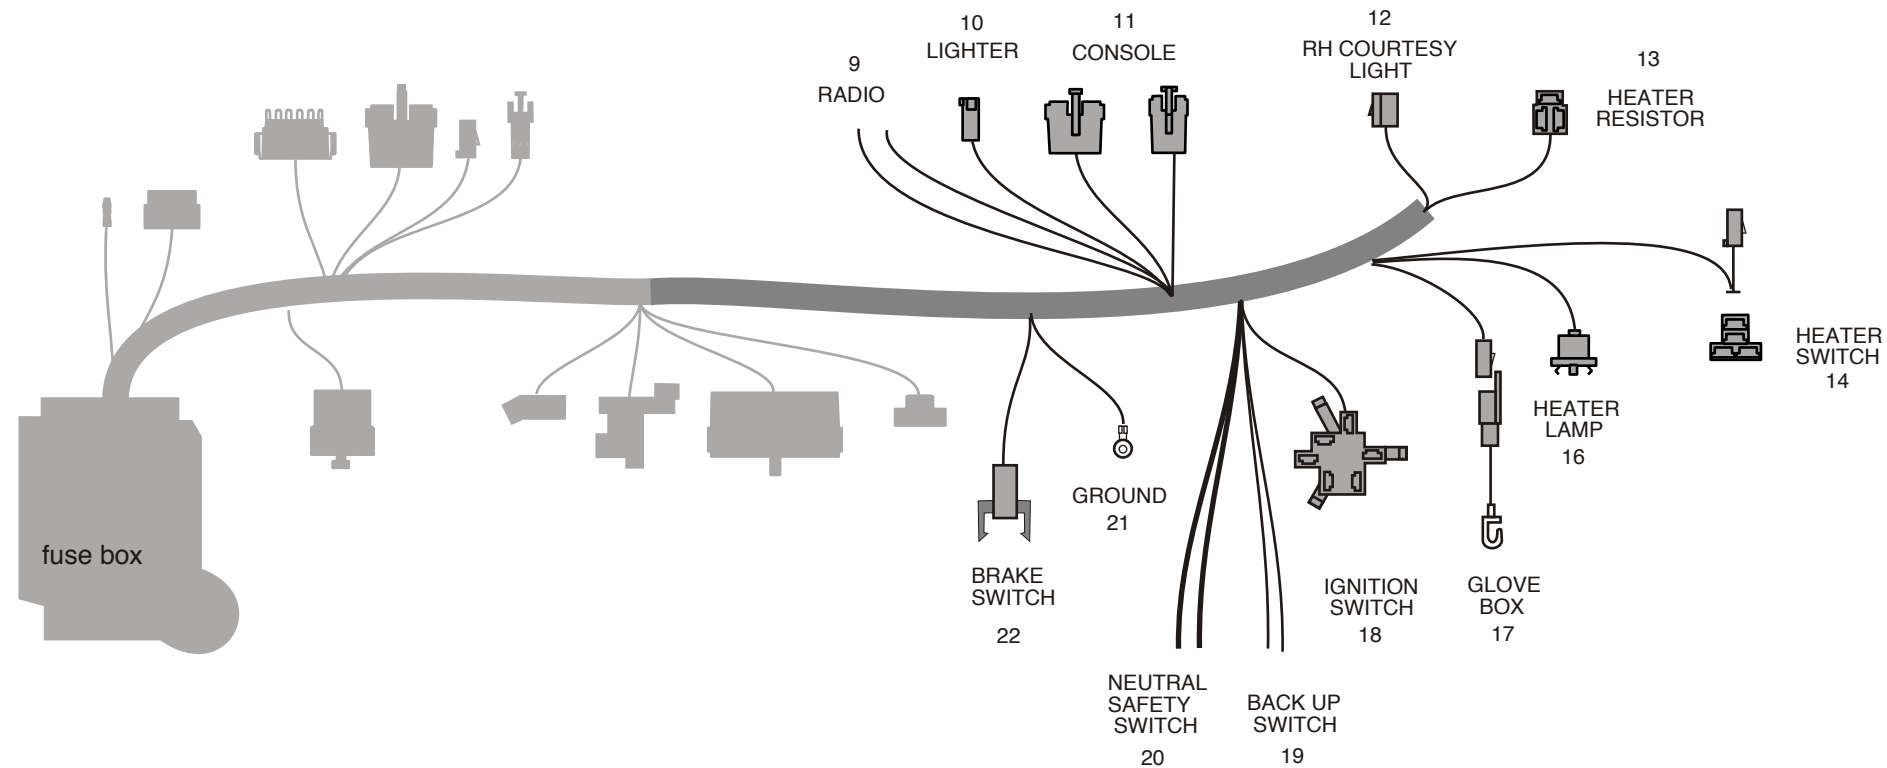 9
RADIO
10
LIGHTER
11
CONSOLE
12
RH COURTESY
LIGHT
13
HEATER
RESISTOR
HEATER
SWITCH
14
HEATER
LAMP
16
GLOVE
BOX
17
IGNITION
SWITCH
18
BACK UP
SWITCH
19
NEUTRAL
SAFETY
SWITCH
20
GROUND
21
BRAKE
SWITCH
22
fuse box